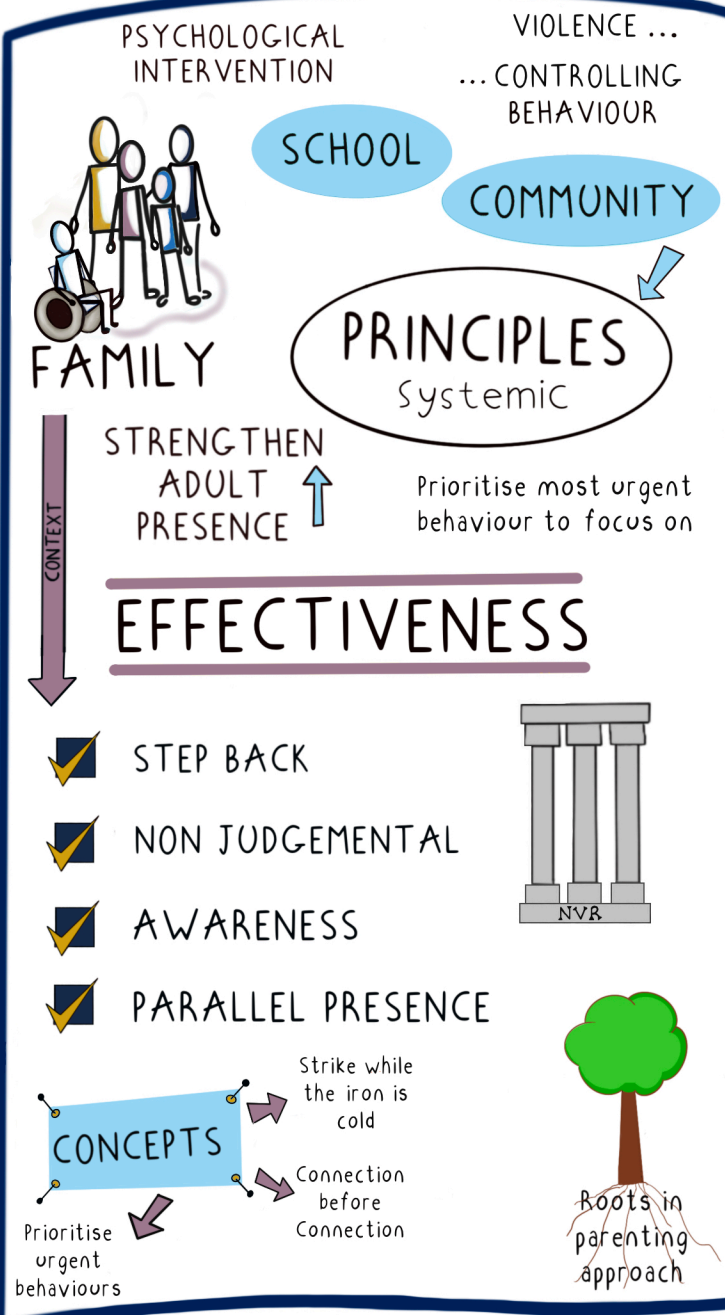 PSYCHOLOGICAL
INTERVENTION
VIOLENCE ...
... CONTROLLING
BEHAVIOUR
SCHOOL
COMMUNITY
FAMILY
PRINCIPLES
Systemic
CONTEXT
STRENGTHEN
ADULT
PRESENCE
Prioritise most urgent
behaviour to focus on
EFFECTIVENESS
STEP BACK
NON JUDGEMENTAL
AWARENESS
PARALLEL PRESENCE
NVR
CONCEPTS
Strike while
the iron is
cold
Connection
before
Connection
Prioritise
urgent
behaviours
Roots in
parenting
approach